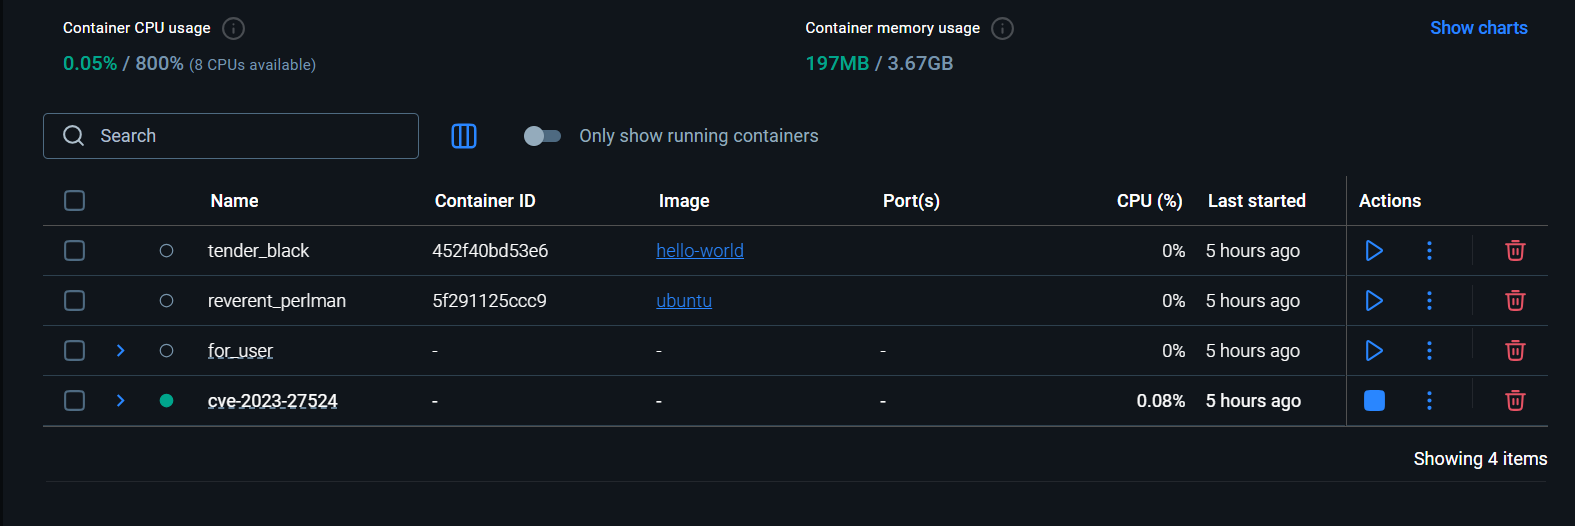 Container CPU usage
Container memory usage
Show charts
0.05% / 800% (8 CPUs available)
197MB / 3.67GB
Search
Only show running containers
Name Container ID Image Port(s) CPU (%) Last started Actions
tender_black 452f40bd53e6 hello-world 0% 5 hours ago
reverent_perlman 5f291125ccc9 ubuntu 0% 5 hours ago
for_user - - - 0% 5 hours ago
cve-2023-27524 - - - 0.08% 5 hours ago
Showing 4 items